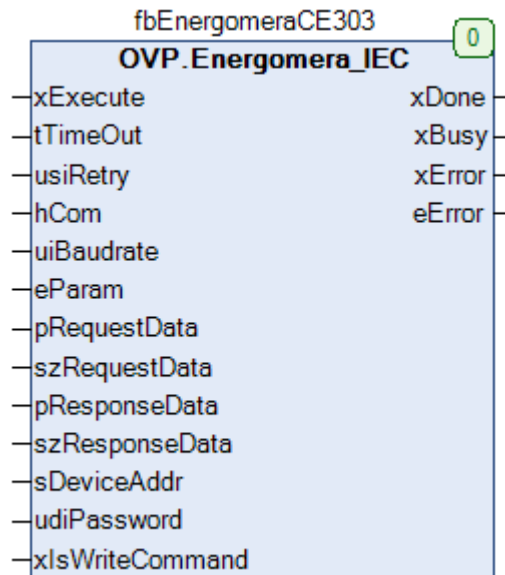 fbEnergomeraCE303
0
OVP.Energomera_IEC
xExecute xDone
tTimeOut xBusy
usiRetry xError
hCom eError
uiBaudrate
eParam
pRequestData
szRequestData
pResponseData
szResponseData
sDeviceAddr
udiPassword
xIsWriteCommand